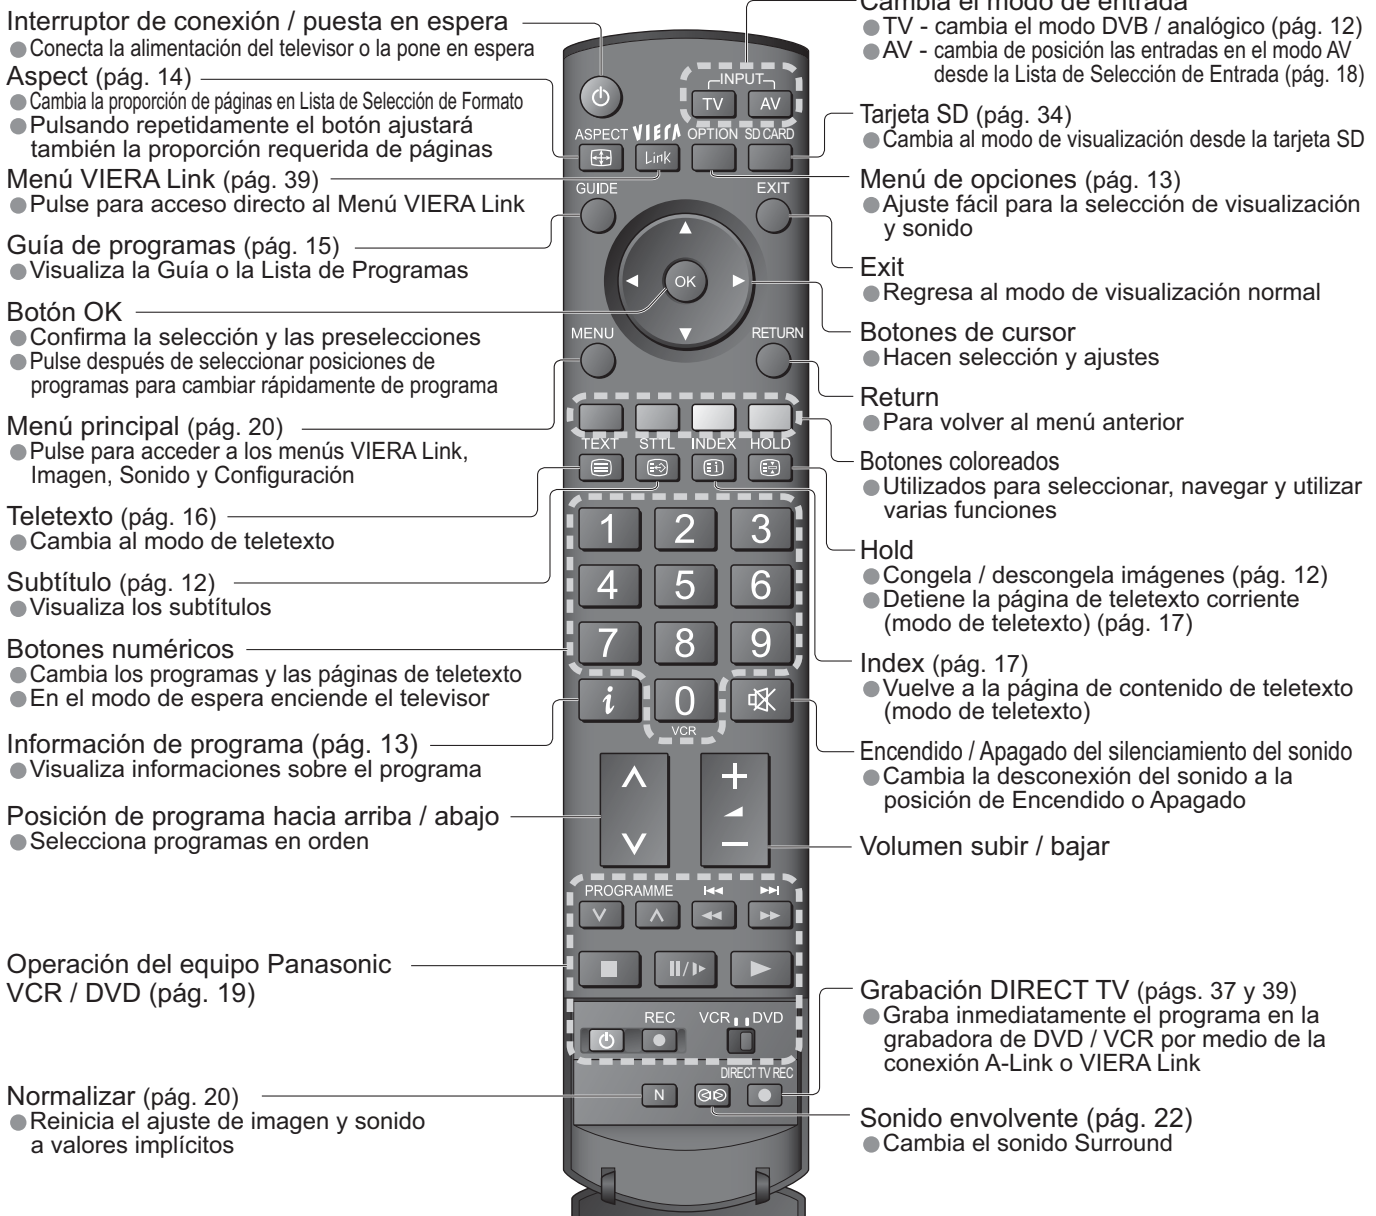 Interruptor de conexión / puesta en espera
●Conecta la alimentación del televisor o la pone en espera
Aspect (pág. 14)
●Cambia la proporción de páginas en Lista de Selección de Formato
●Pulsando repetidamente el botón ajustará
también la proporción requerida de páginas
Menú VIERA Link (pág. 39)
●Pulse para acceso directo al Menú VIERA Link
Guía de programas (pág. 15)
●Visualiza la Guía o la Lista de Programas
Botón OK
●Confirma la selección y las preselecciones
●Pulse después de seleccionar posiciones de
programas para cambiar rápidamente de programa
Menú principal (pág. 20)
●Pulse para acceder a los menús VIERA Link,
Imagen, Sonido y Configuración
Teletexto (pág. 16)
●Cambia al modo de teletexto
Subtítulo (pág. 12)
●Visualiza los subtítulos
Botones numéricos
●Cambia los programas y las páginas de teletexto
●En el modo de espera enciende el televisor
Información de programa (pág. 13)
●Visualiza informaciones sobre el programa
Posición de programa hacia arriba / abajo
●Selecciona programas en orden
Operación del equipo Panasonic
VCR / DVD (pág. 19)
Normalizar (pág. 20)
●Reinicia el ajuste de imagen y sonido
a valores implícitos
INPUT
TV AV
ASPECT VIERA OPTION SD CARD
Link
GUIDE EXIT
OK
MENU RETURN
TEXT STTL INDEX HOLD
1 2 3
4 5 6
7 8 9
i 0
VCR
PROGRAMME
REC VCR DVD
DIRECT TV REC
N
Cambia el modo de entrada
●TV - cambia el modo DVB / analógico (pág. 12)
●AV - cambia de posición las entradas en el modo AV
desde la Lista de Selección de Entrada (pág. 18)
Tarjeta SD (pág. 34)
●Cambia al modo de visualización desde la tarjeta SD
Menú de opciones (pág. 13)
●Ajuste fácil para la selección de visualización
y sonido
Exit
●Regresa al modo de visualización normal
Botones de cursor
●Hacen selección y ajustes
Return
●Para volver al menú anterior
Botones coloreados
●Utilizados para seleccionar, navegar y utilizar
varias funciones
Hold
●Congela / descongela imágenes (pág. 12)
●Detiene la página de teletexto corriente
(modo de teletexto) (pág. 17)
Index (pág. 17)
●Vuelve a la página de contenido de teletexto
(modo de teletexto)
Encendido / Apagado del silenciamiento del sonido
●Cambia la desconexión del sonido a la
posición de Encendido o Apagado
Volumen subir / bajar
Grabación DIRECT TV (págs. 37 y 39)
●Graba inmediatamente el programa en la
grabadora de DVD / VCR por medio de la
conexión A-Link o VIERA Link
Sonido envolvente (pág. 22)
●Cambia el sonido Surround